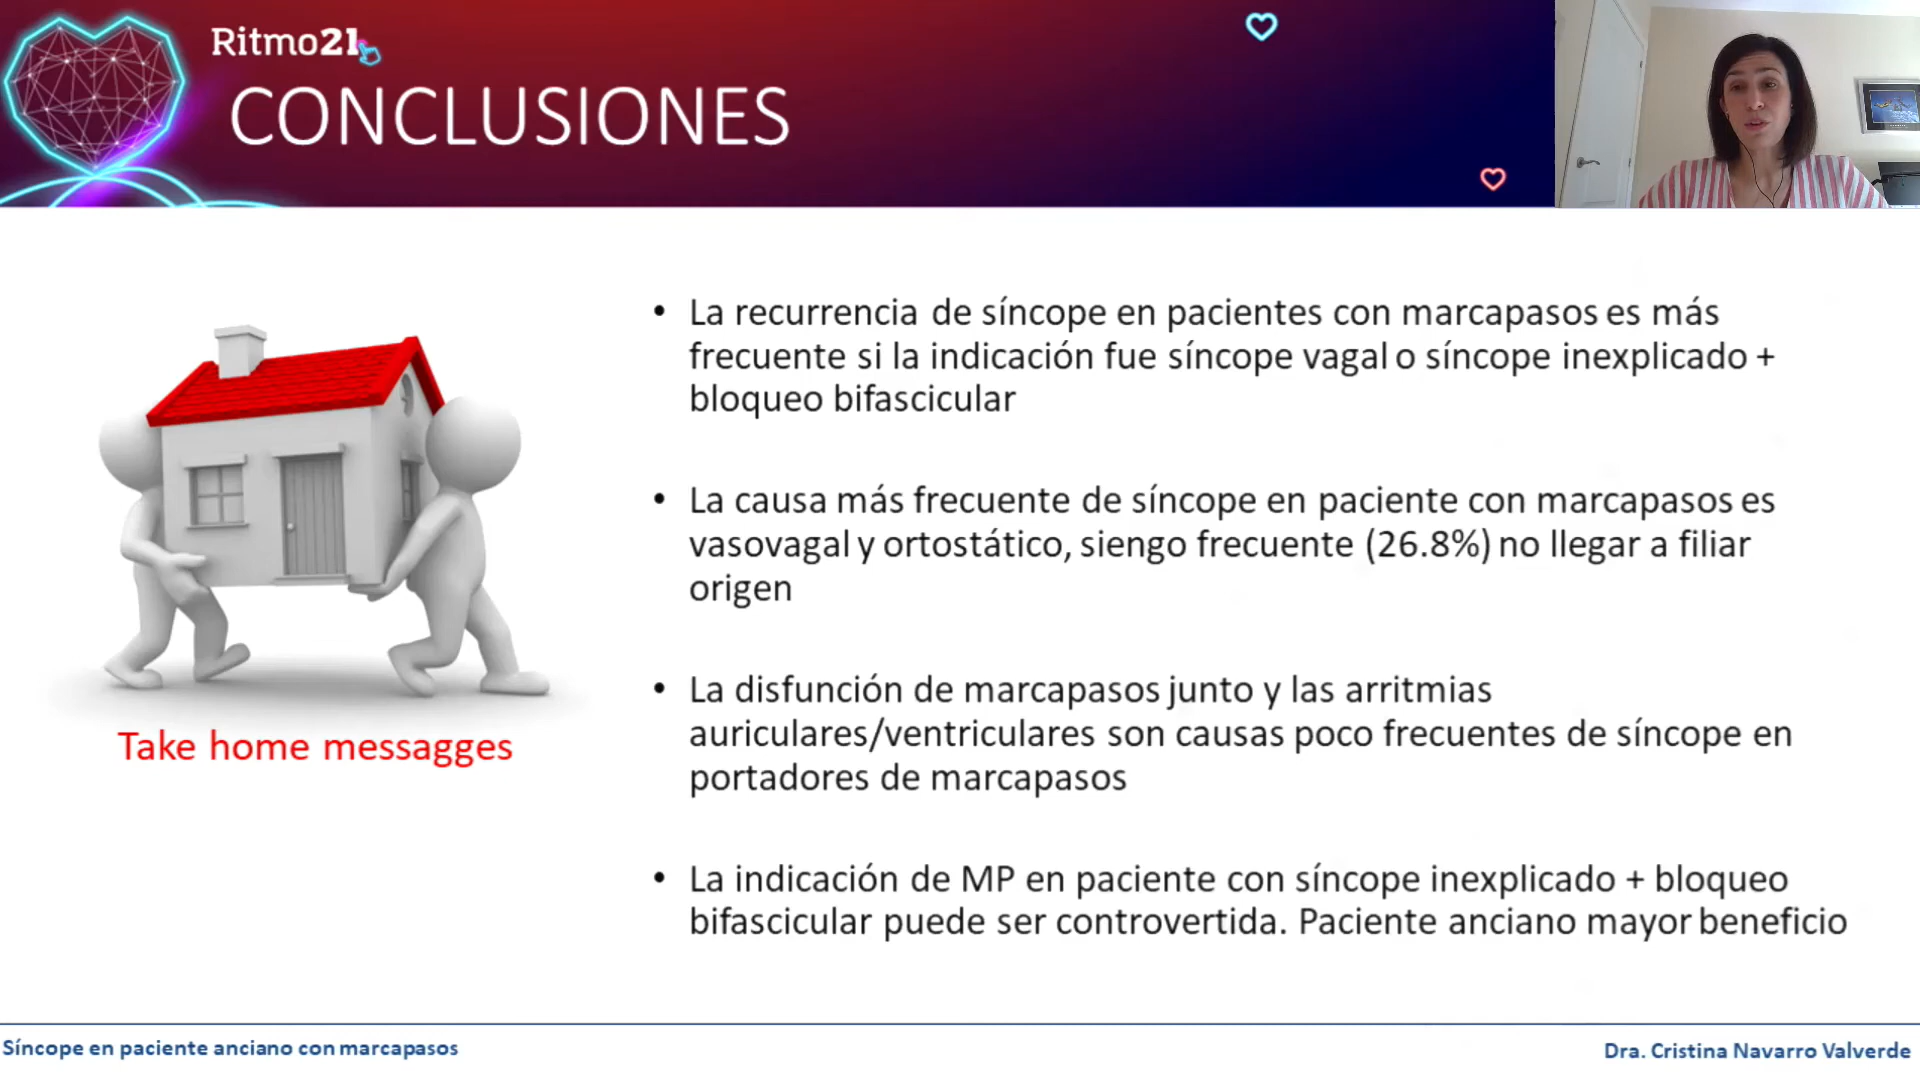 Ritmo21
CONCLUSIONES
• La recurrencia de síncope en pacientes con marcapasos es más
frecuente si la indicación fue síncope vagal o síncope inexplicado +
bloqueo bifascicular
• La causa más frecuente de síncope en paciente con marcapasos es
vasovagal y ortostático, siengo frecuente (26.8%) no llegar a filiar
origen
• La disfunción de marcapasos junto y las arritmias
auriculares/ventriculares son causas poco frecuentes de síncope en
portadores de marcapasos
• La indicación de MP en paciente con síncope inexplicado + bloqueo
bifascicular puede ser controvertida. Paciente anciano mayor beneficio
Take home messagges
Síncope en paciente anciano con marcapasos
Dra. Cristina Navarro Valverde